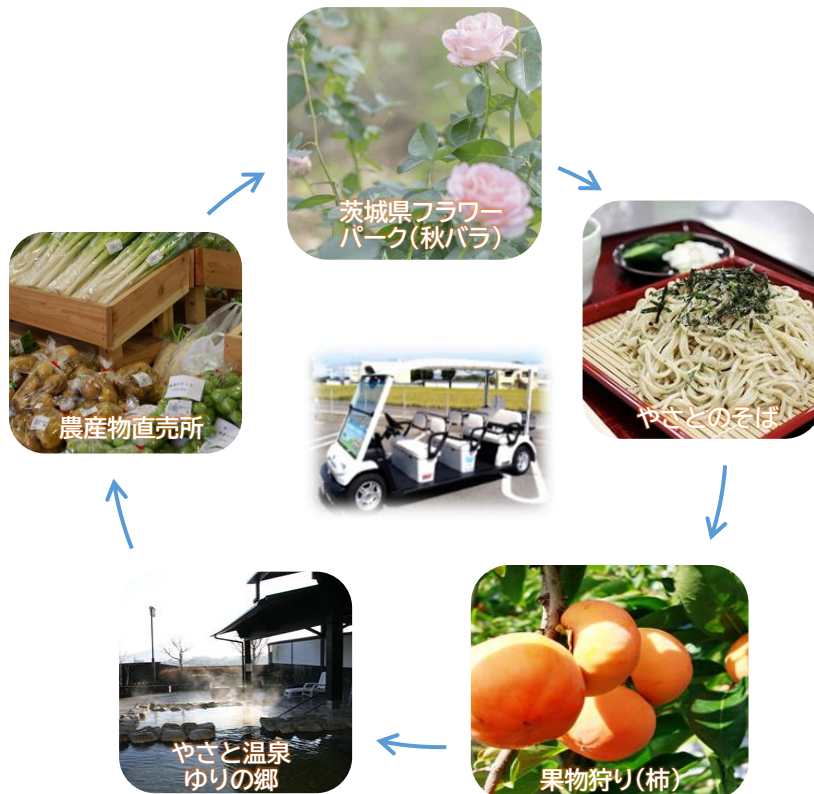 茨城県フラワー
パーク(秋バラ)
やさとのそば
果物狩り(柿)
やさと温泉
ゆりの郷
農産物直売所